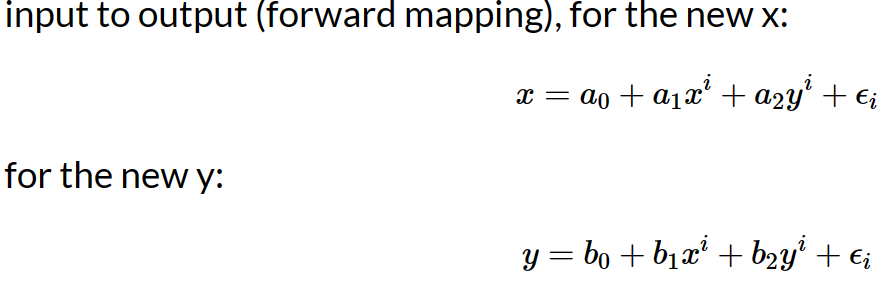 input to output (forward mapping), for the new x:
x = a₀ + a₁xⁱ + a₂yⁱ + ϵᵢ
for the new y:
y = b₀ + b₁xⁱ + b₂yⁱ + ϵᵢ